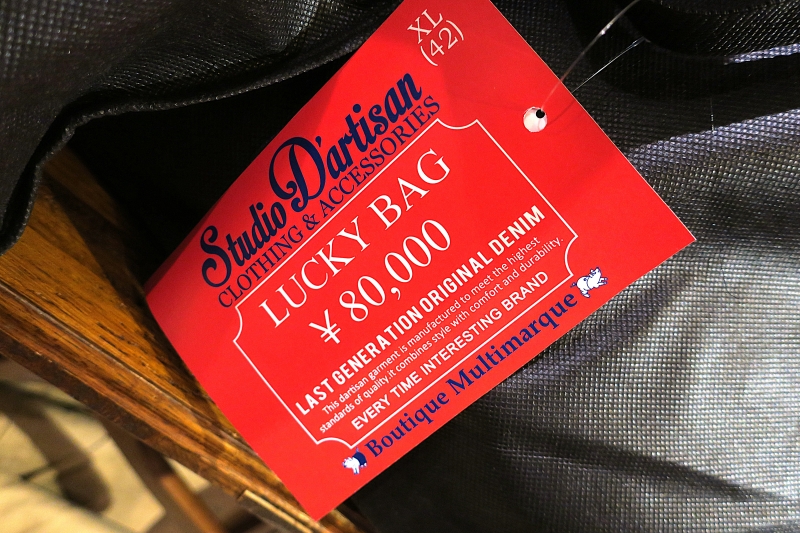 XL
(42)
Studio D'artisan
CLOTHING & ACCESSORIES
LUCKY BAG
¥ 80,000
LAST GENERATION ORIGINAL DENIM
This dartisan garment is manufactured to meet the highest
standards of quality.it combines style with comfort and durability.
EVERY TIME INTERESTING BRAND
Boutique Multimarque